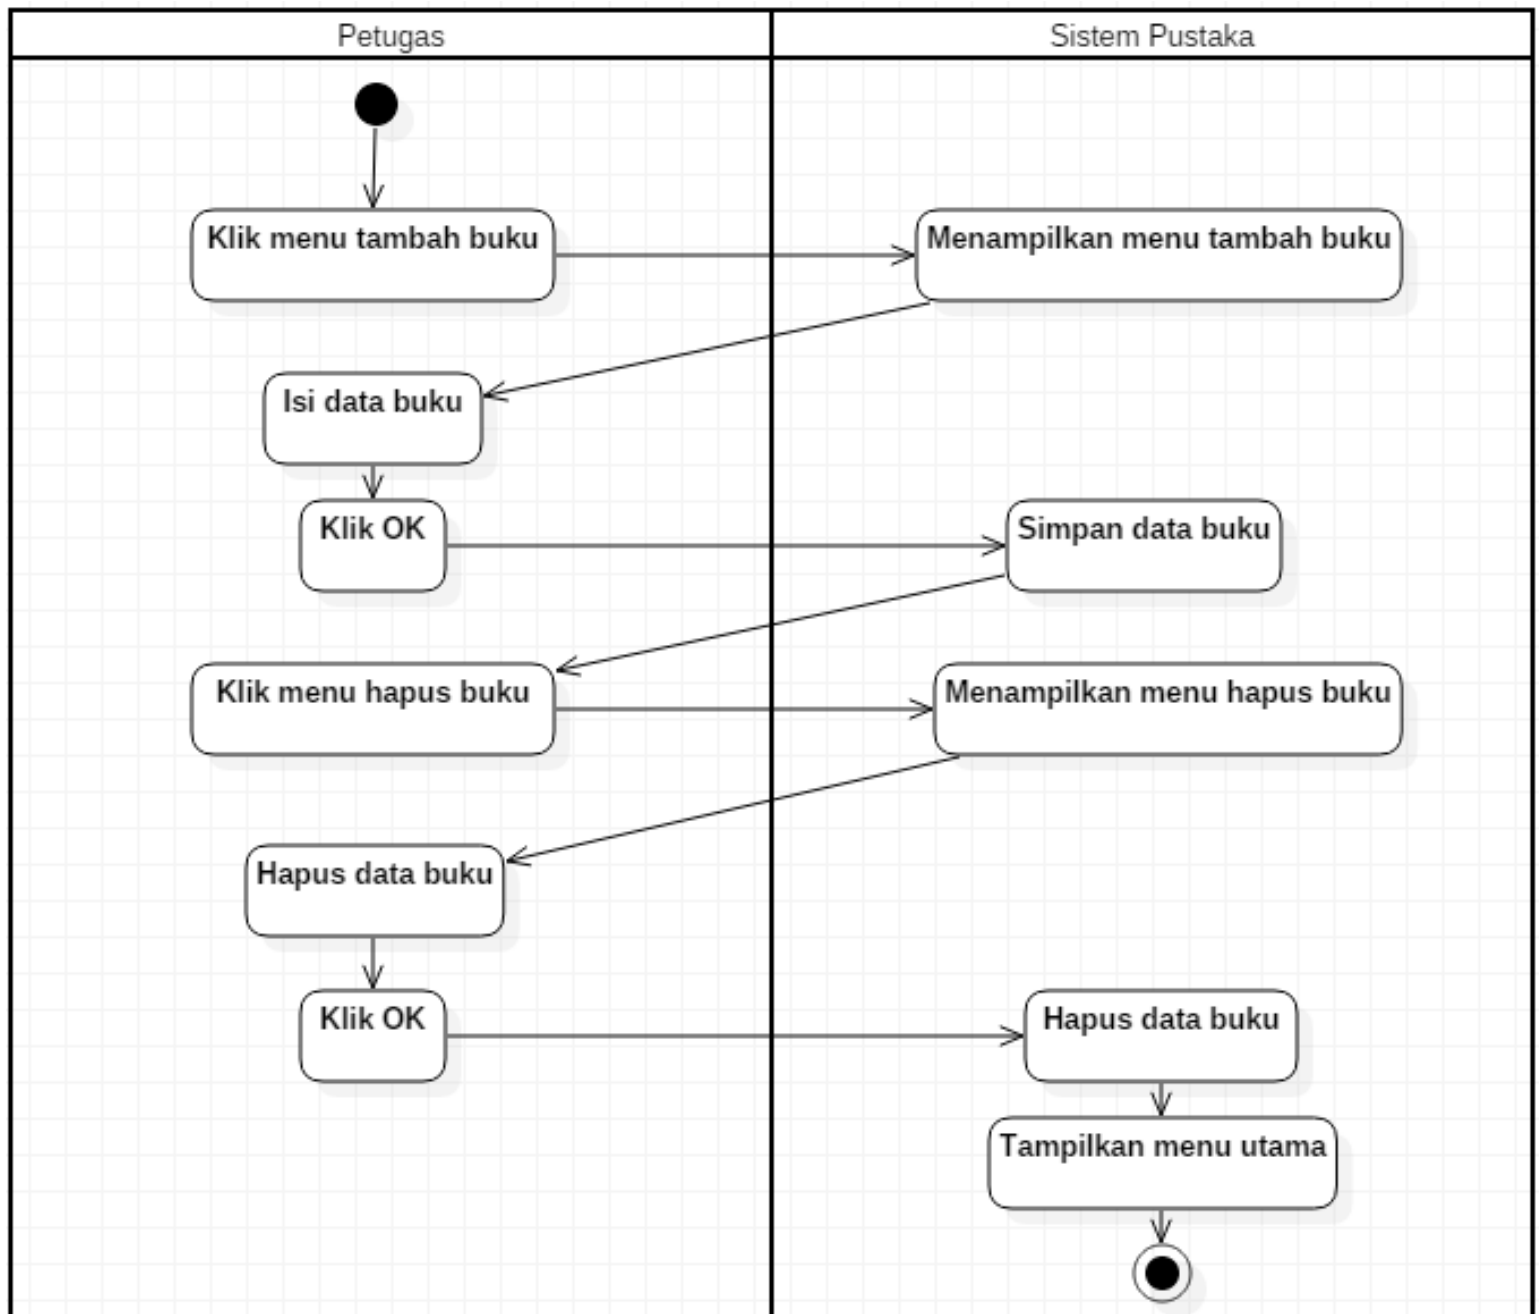 Petugas
Sistem Pustaka
Klik menu tambah buku
Menampilkan menu tambah buku
Isi data buku
Klik OK
Simpan data buku
Klik menu hapus buku
Menampilkan menu hapus buku
Hapus data buku
Klik OK
Hapus data buku
Tampilkan menu utama